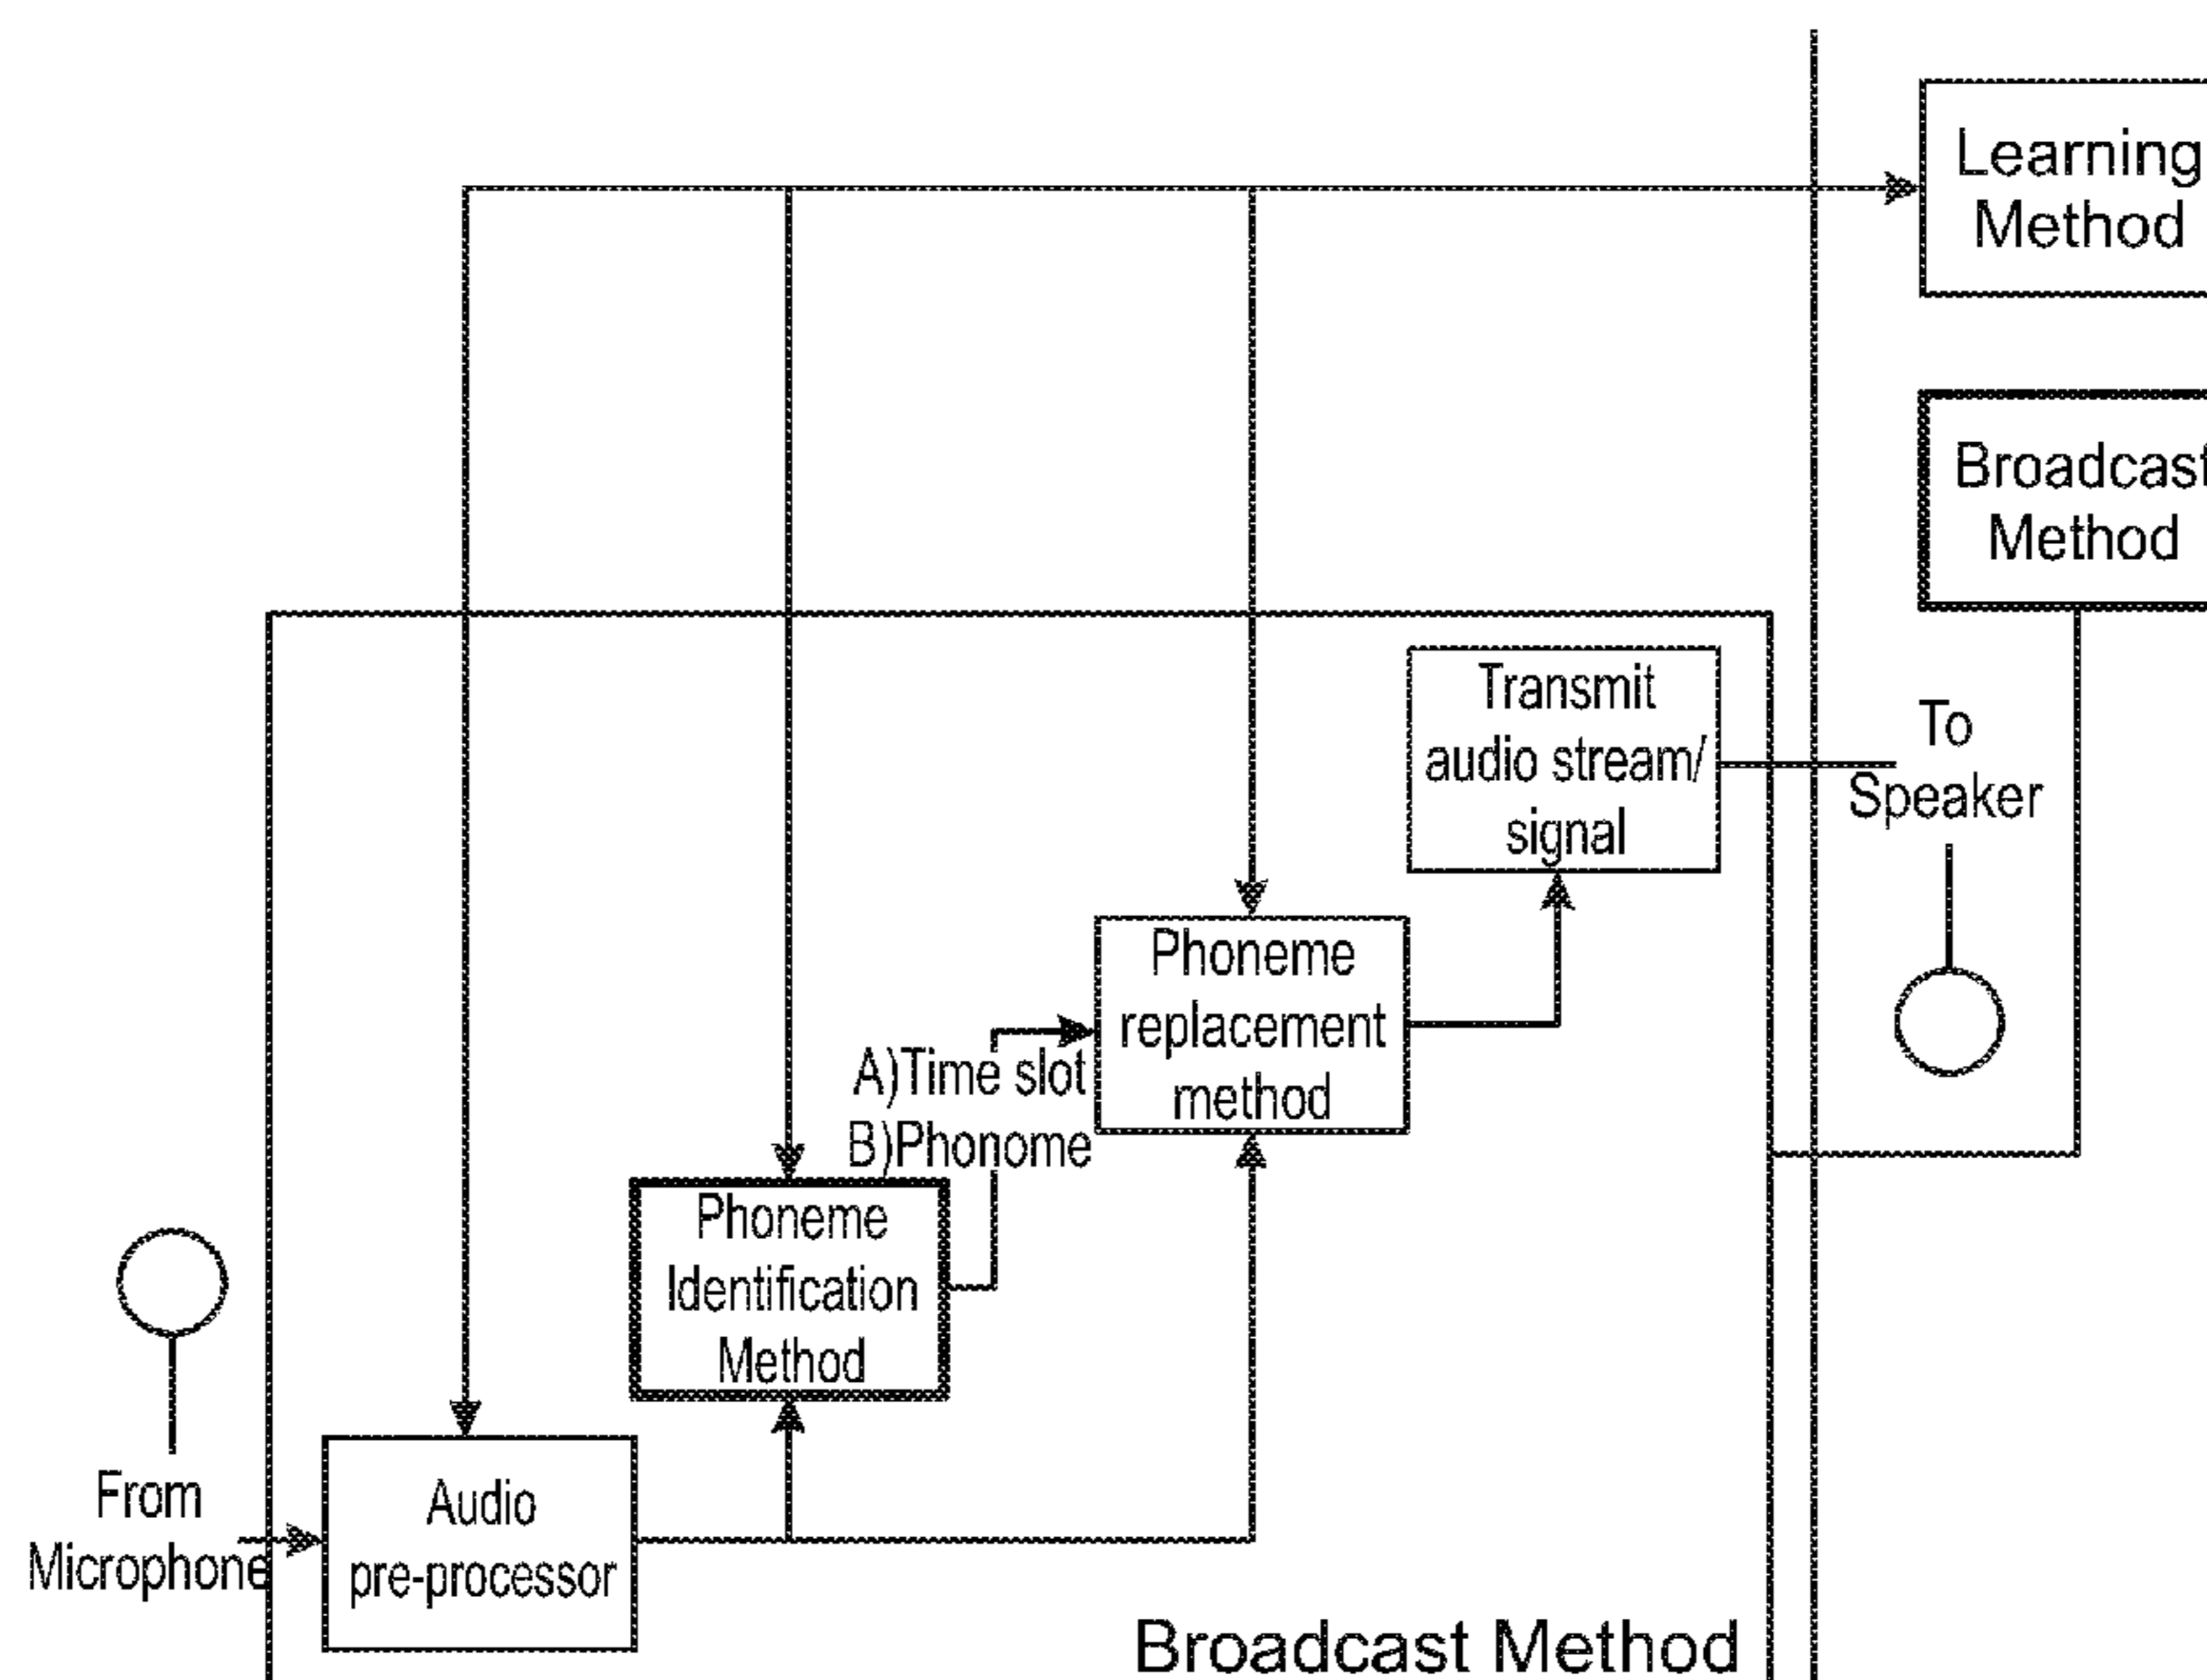 Learning
Method
Broadcast
Method
Transmit
audio stream/
signal
To
Speaker
Phoneme
replacement
method
A)Time slot
B)Phonome
Phoneme
Identification
Method
From
Microphone
Audio
pre-processor
Broadcast Method